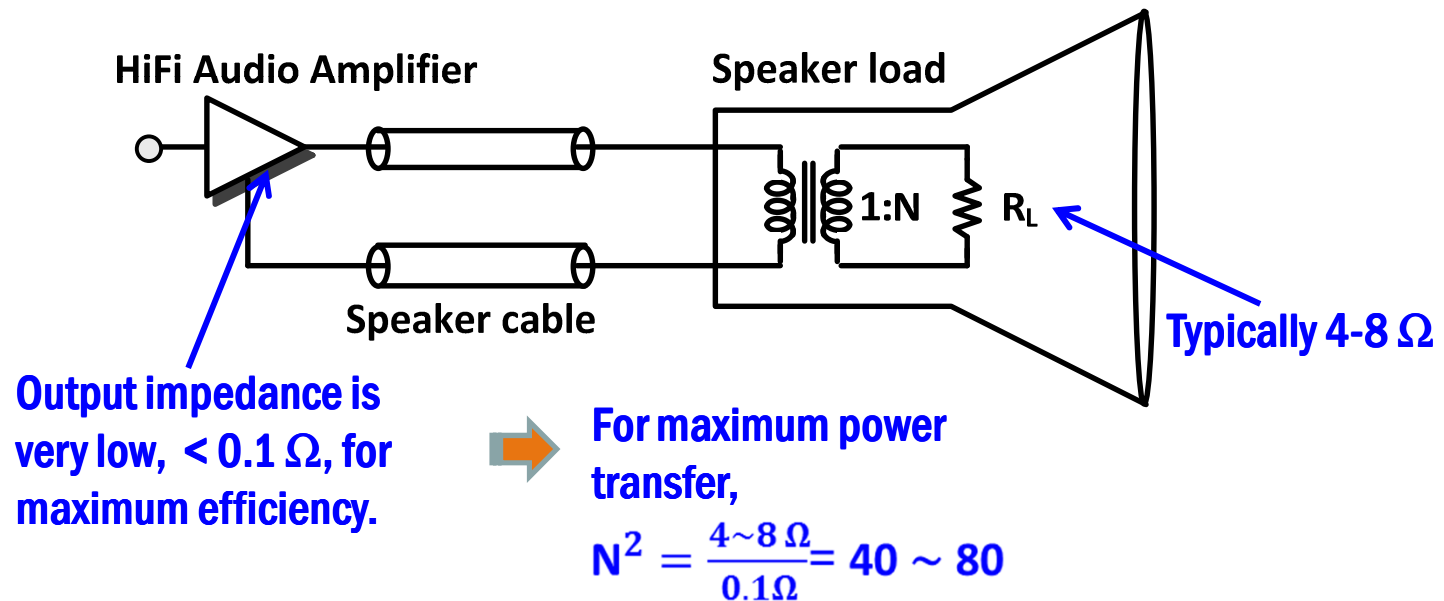 HiFi Audio Amplifier
Speaker load
1:N
R_L
Speaker cable
Typically 4-8 Ω
Output impedance is
very low, < 0.1 Ω, for
maximum efficiency.
For maximum power
transfer,
N² = 4~8 Ω / 0.1Ω = 40 ~ 80